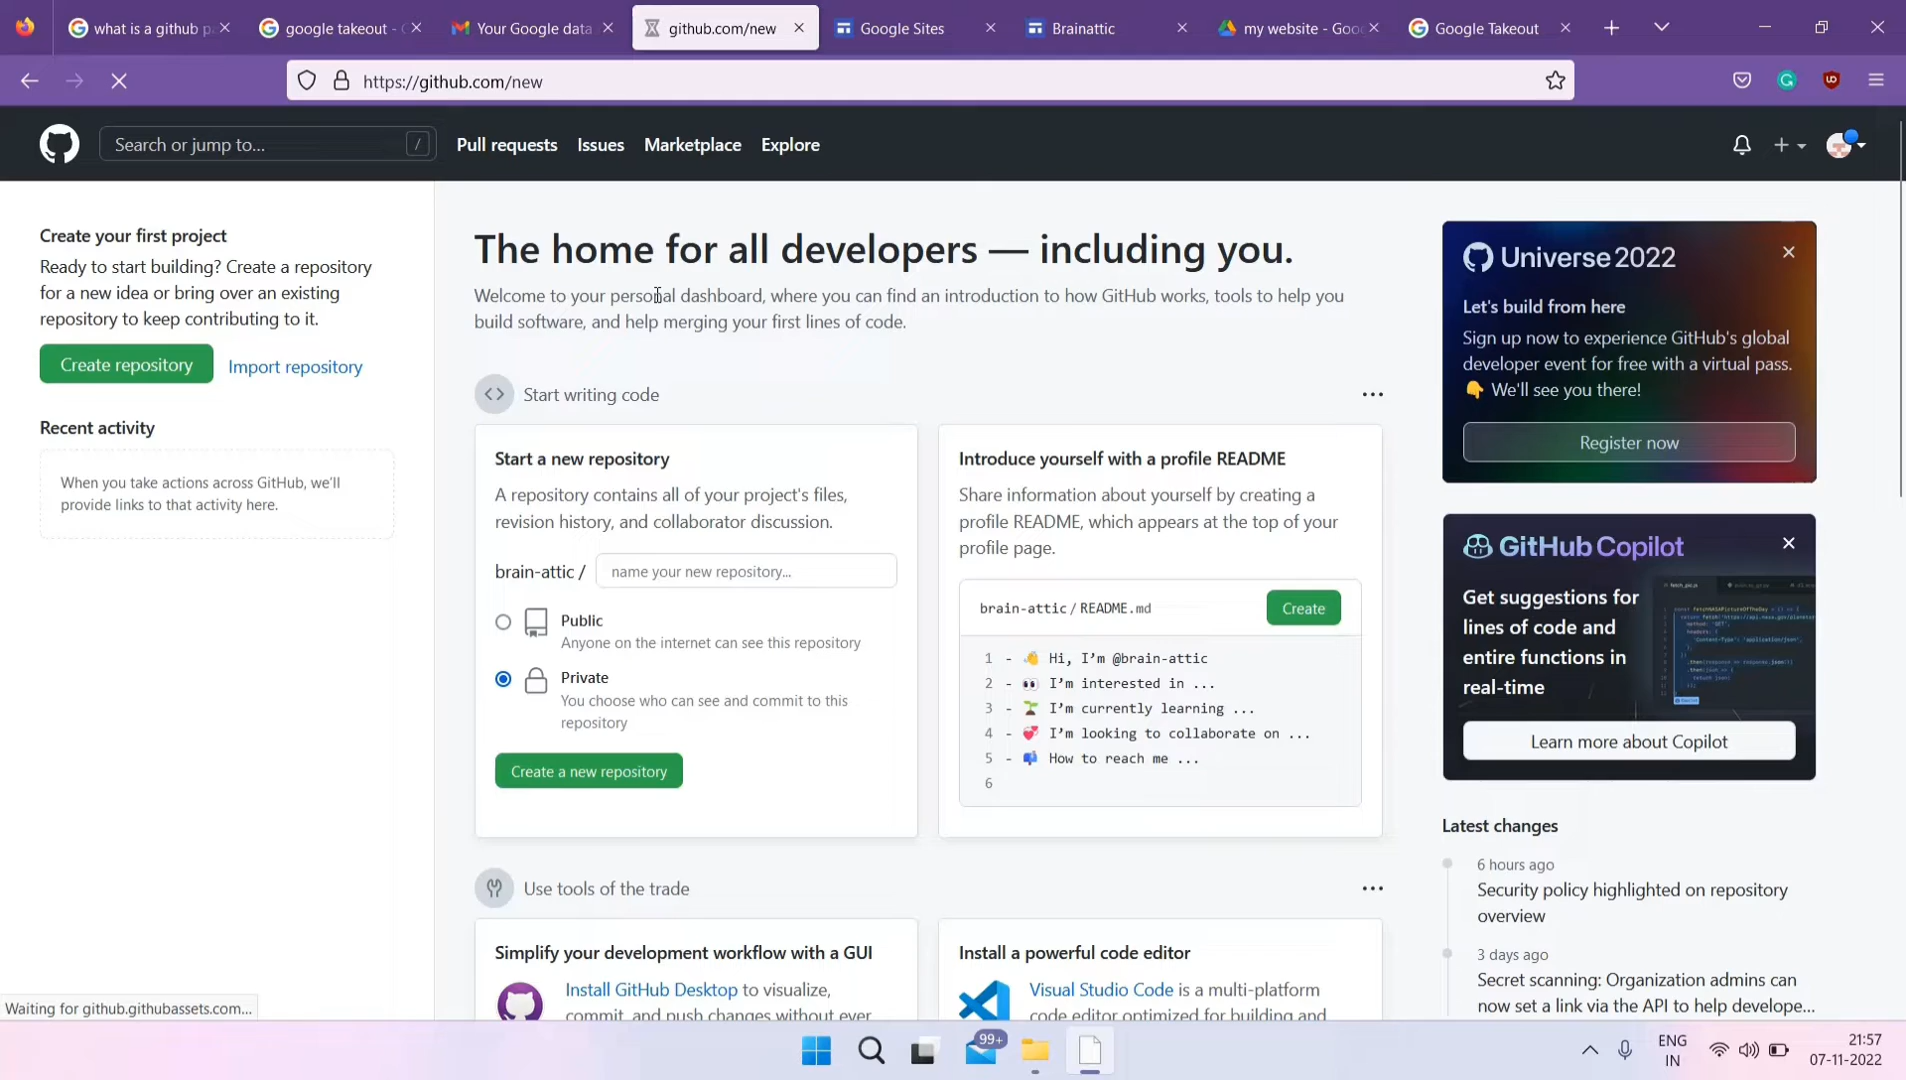 what is a github p
google takeout - G
Your Google data
github.com/new
Google Sites
Brainattic
my website - Goo
Google Takeout
https://github.com/new
Search or jump to...
/
Pull requests
Issues
Marketplace
Explore
Create your first project
Ready to start building? Create a repository
for a new idea or bring over an existing
repository to keep contributing to it.
Create repository
Import repository
Recent activity
When you take actions across GitHub, we'll
provide links to that activity here.
The home for all developers — including you.
Welcome to your personal dashboard, where you can find an introduction to how GitHub works, tools to help you
build software, and help merging your first lines of code.
Start writing code
Start a new repository
A repository contains all of your project's files,
revision history, and collaborator discussion.
brain-attic /
name your new repository...
Public
Anyone on the internet can see this repository
Private
You choose who can see and commit to this
repository
Create a new repository
Introduce yourself with a profile README
Share information about yourself by creating a
profile README, which appears at the top of your
profile page.
brain-attic / README.md
Create
1 - 👋 Hi, I'm @brain-attic
2 - 👀 I'm interested in ...
3 - 🌱 I'm currently learning ...
4 - 💞️ I'm looking to collaborate on ...
5 - 📫 How to reach me ...
6
Use tools of the trade
Simplify your development workflow with a GUI
Install GitHub Desktop to visualize,
commit, and push changes without ever
Install a powerful code editor
Visual Studio Code is a multi-platform
code editor optimized for building and
Universe 2022
Let's build from here
Sign up now to experience GitHub's global
developer event for free with a virtual pass.
👇 We'll see you there!
Register now
GitHub Copilot
Get suggestions for
lines of code and
entire functions in
real-time
Learn more about Copilot
Latest changes
6 hours ago
Security policy highlighted on repository
overview
3 days ago
Secret scanning: Organization admins can
now set a link via the API to help develope...
Waiting for github.githubassets.com...
99+
ENG
IN
21:57
07-11-2022